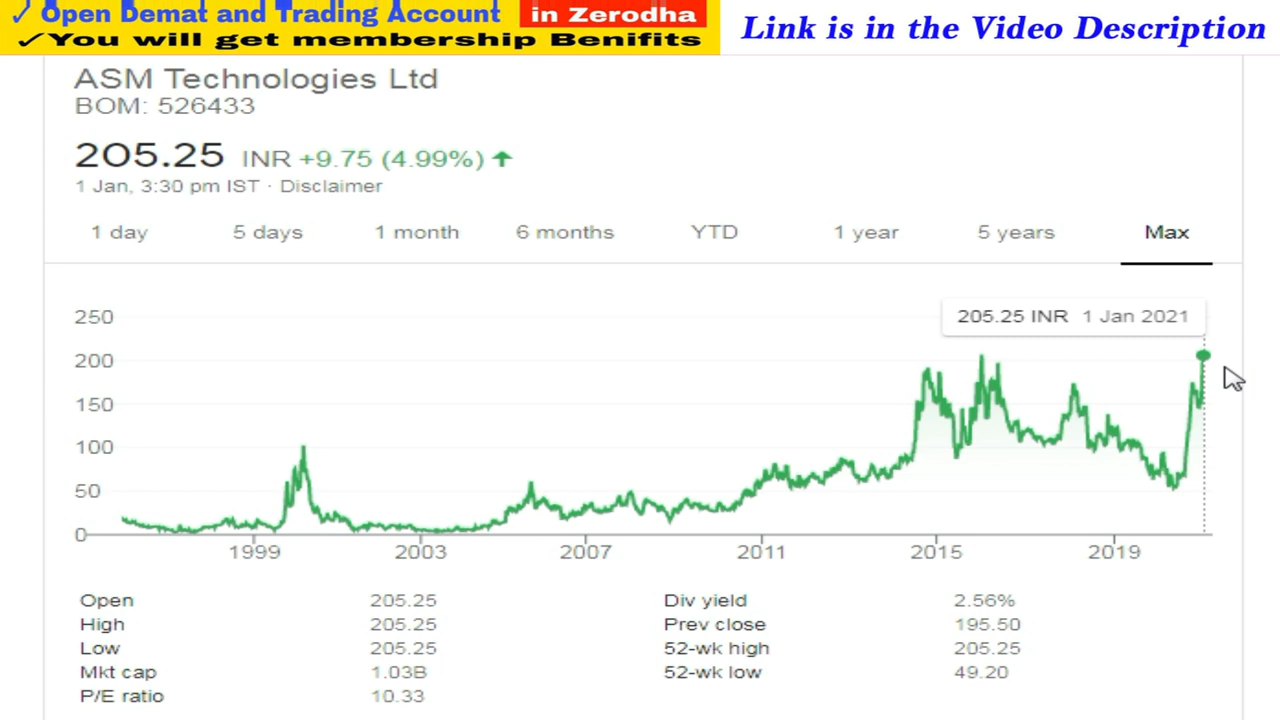 ✓ Open Demat and Trading Account in Zerodha
✓You will get membership Benifits
Link is in the Video Description
ASM Technologies Ltd
BOM: 526433
205.25 INR +9.75 (4.99%) ↑
1 Jan, 3:30 pm IST · Disclaimer
1 day 5 days 1 month 6 months YTD 1 year 5 years Max
205.25 INR 1 Jan 2021
250
200
150
100
50
0
1999 2003 2007 2011 2015 2019
Open 205.25 Div yield 2.56%
High 205.25 Prev close 195.50
Low 205.25 52-wk high 205.25
Mkt cap 1.03B 52-wk low 49.20
P/E ratio 10.33